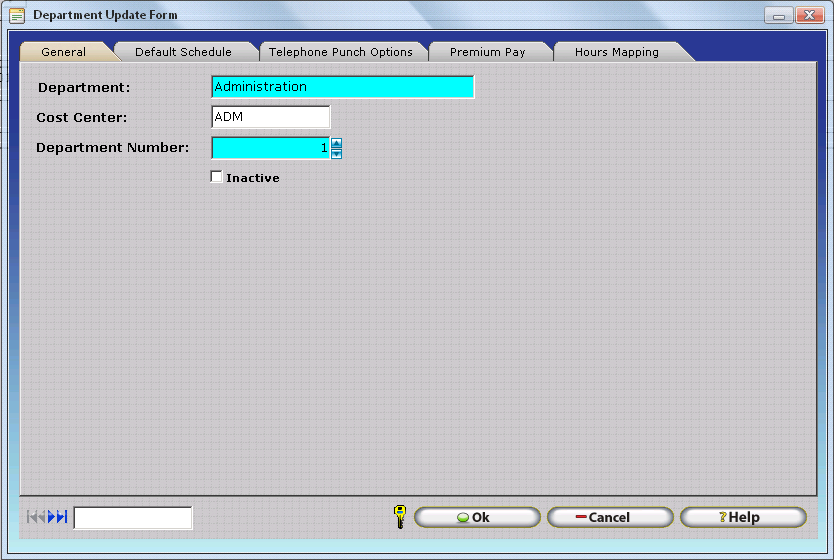 Department Update Form
General Default Schedule Telephone Punch Options Premium Pay Hours Mapping
Department: Administration
Cost Center: ADM
Department Number: 1
Inactive
Ok Cancel ?Help